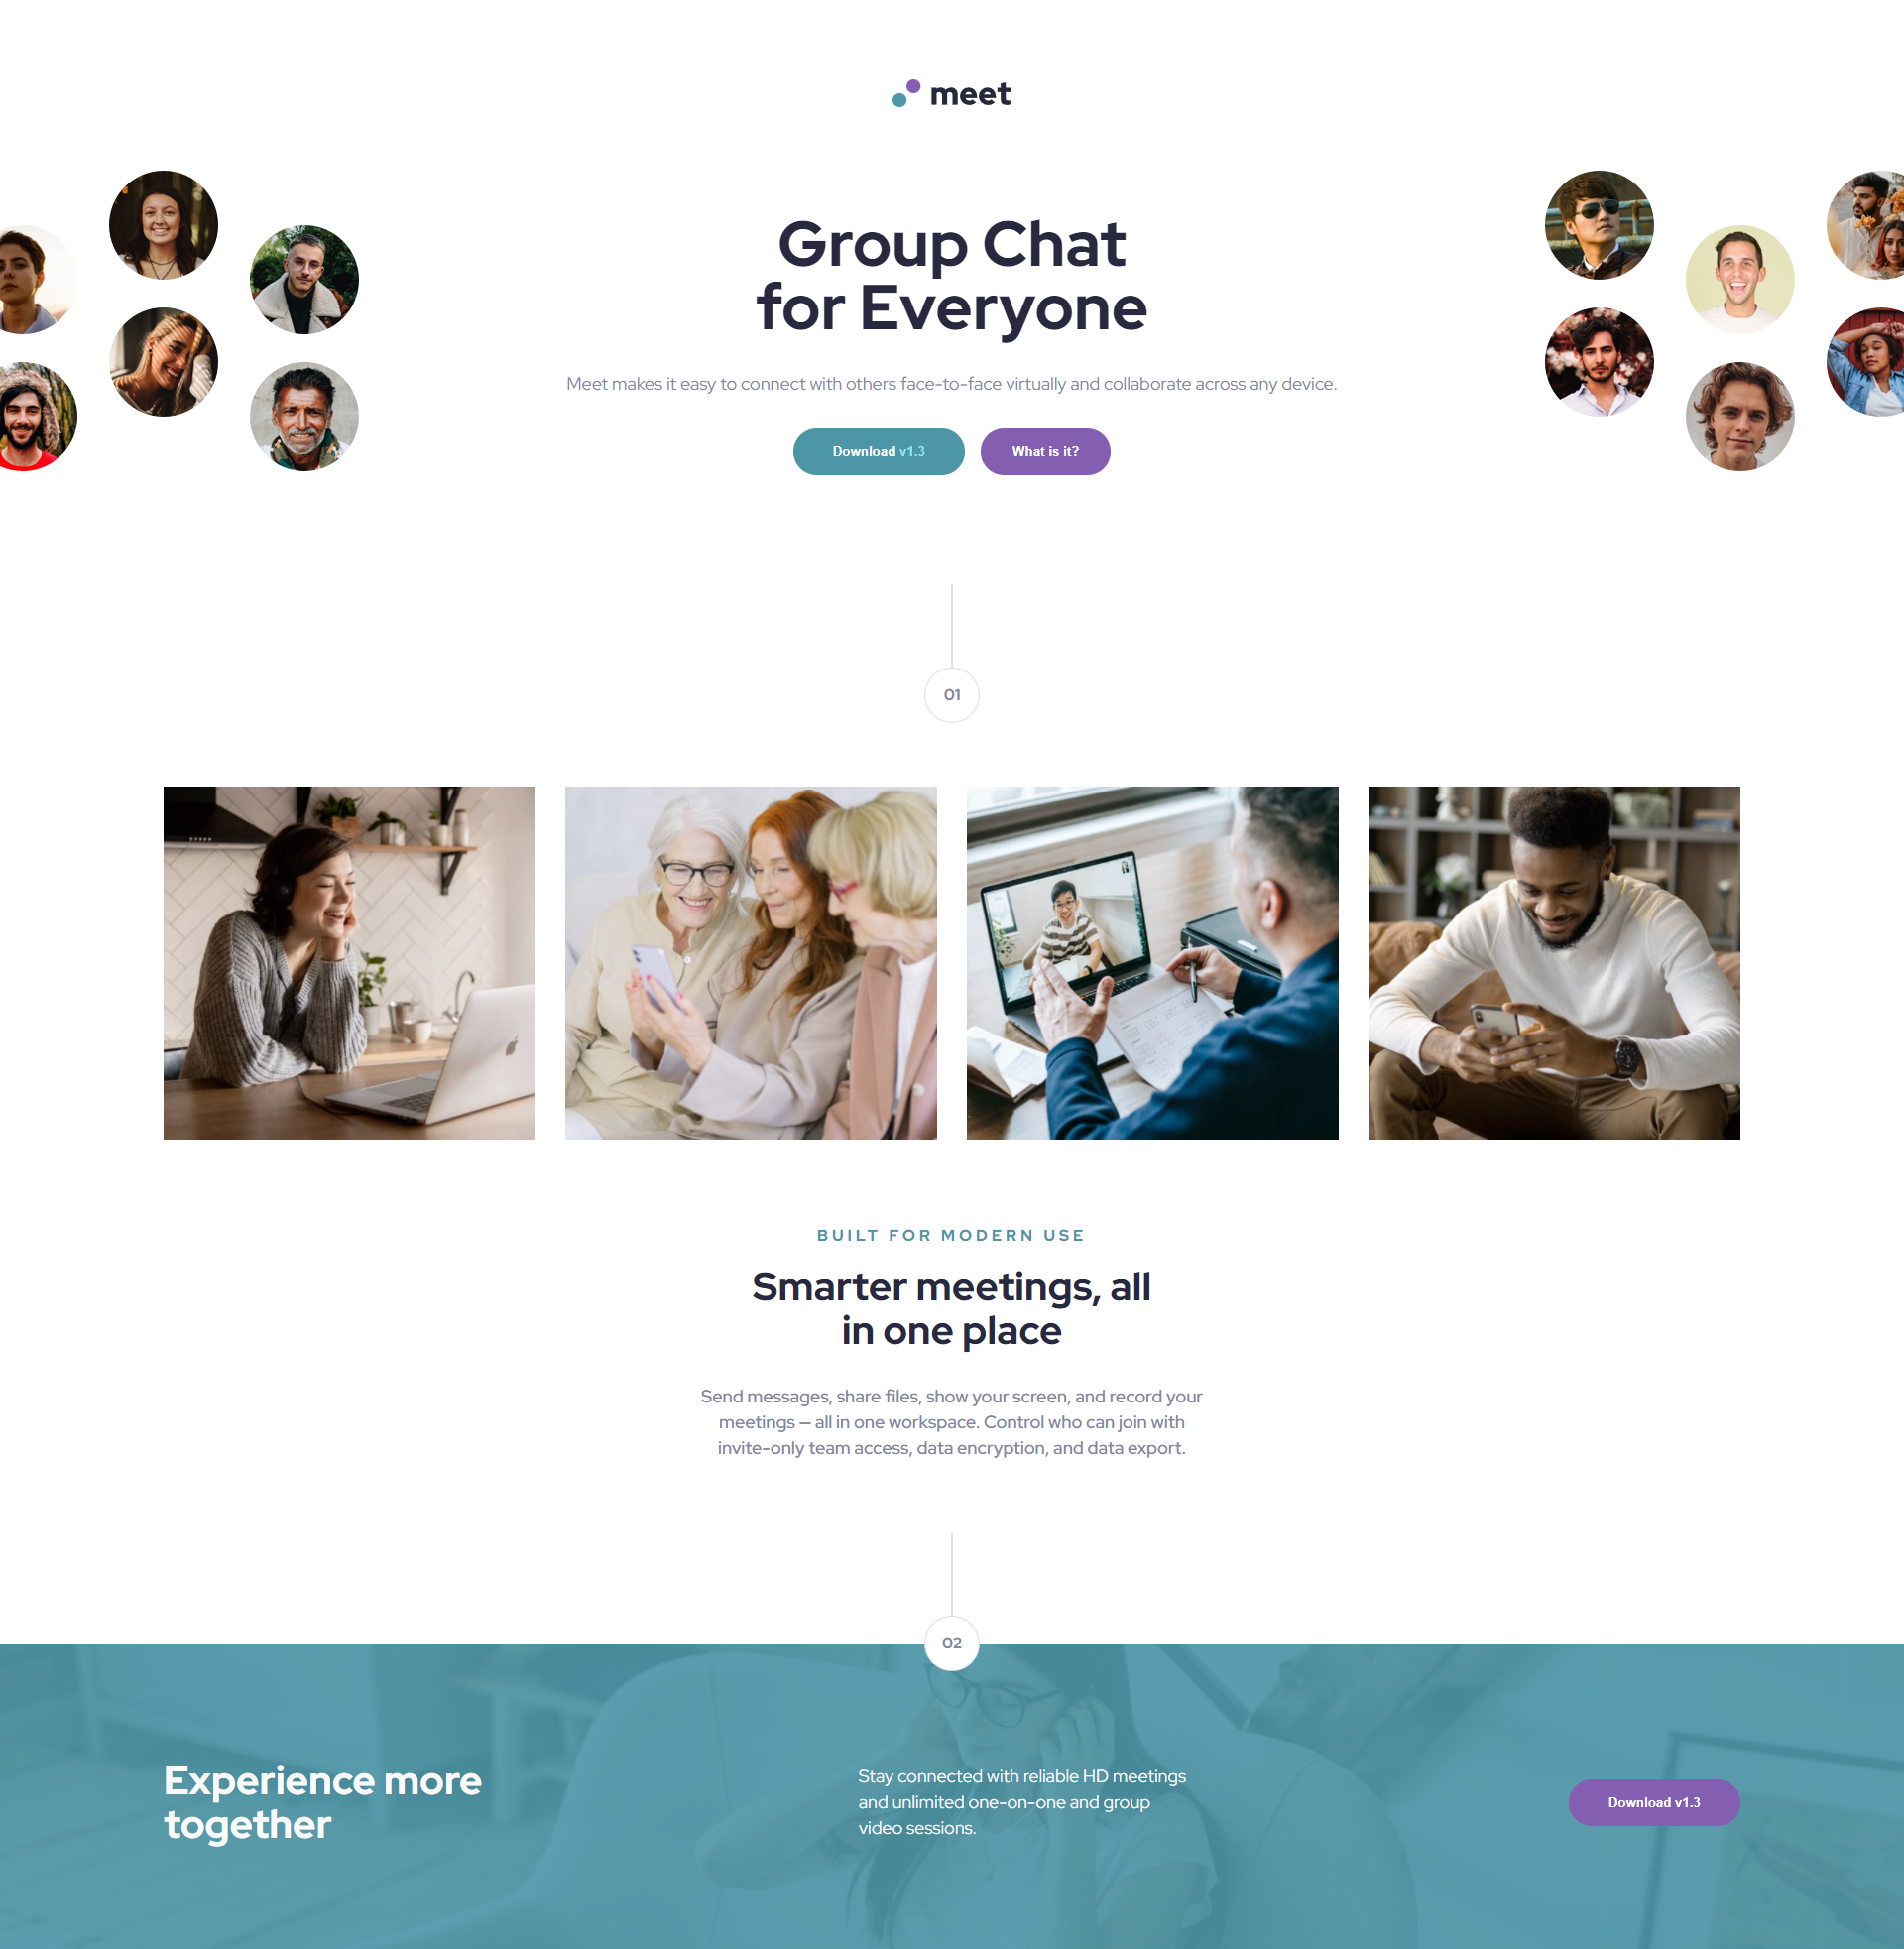 meet
Group Chat
for Everyone
Meet makes it easy to connect with others face-to-face virtually and collaborate across any device.
Download v1.3
What is it?
01
BUILT FOR MODERN USE
Smarter meetings, all
in one place
Send messages, share files, show your screen, and record your
meetings — all in one workspace. Control who can join with
invite-only team access, data encryption, and data export.
02
Experience more
together
Stay connected with reliable HD meetings
and unlimited one-on-one and group
video sessions.
Download v1.3